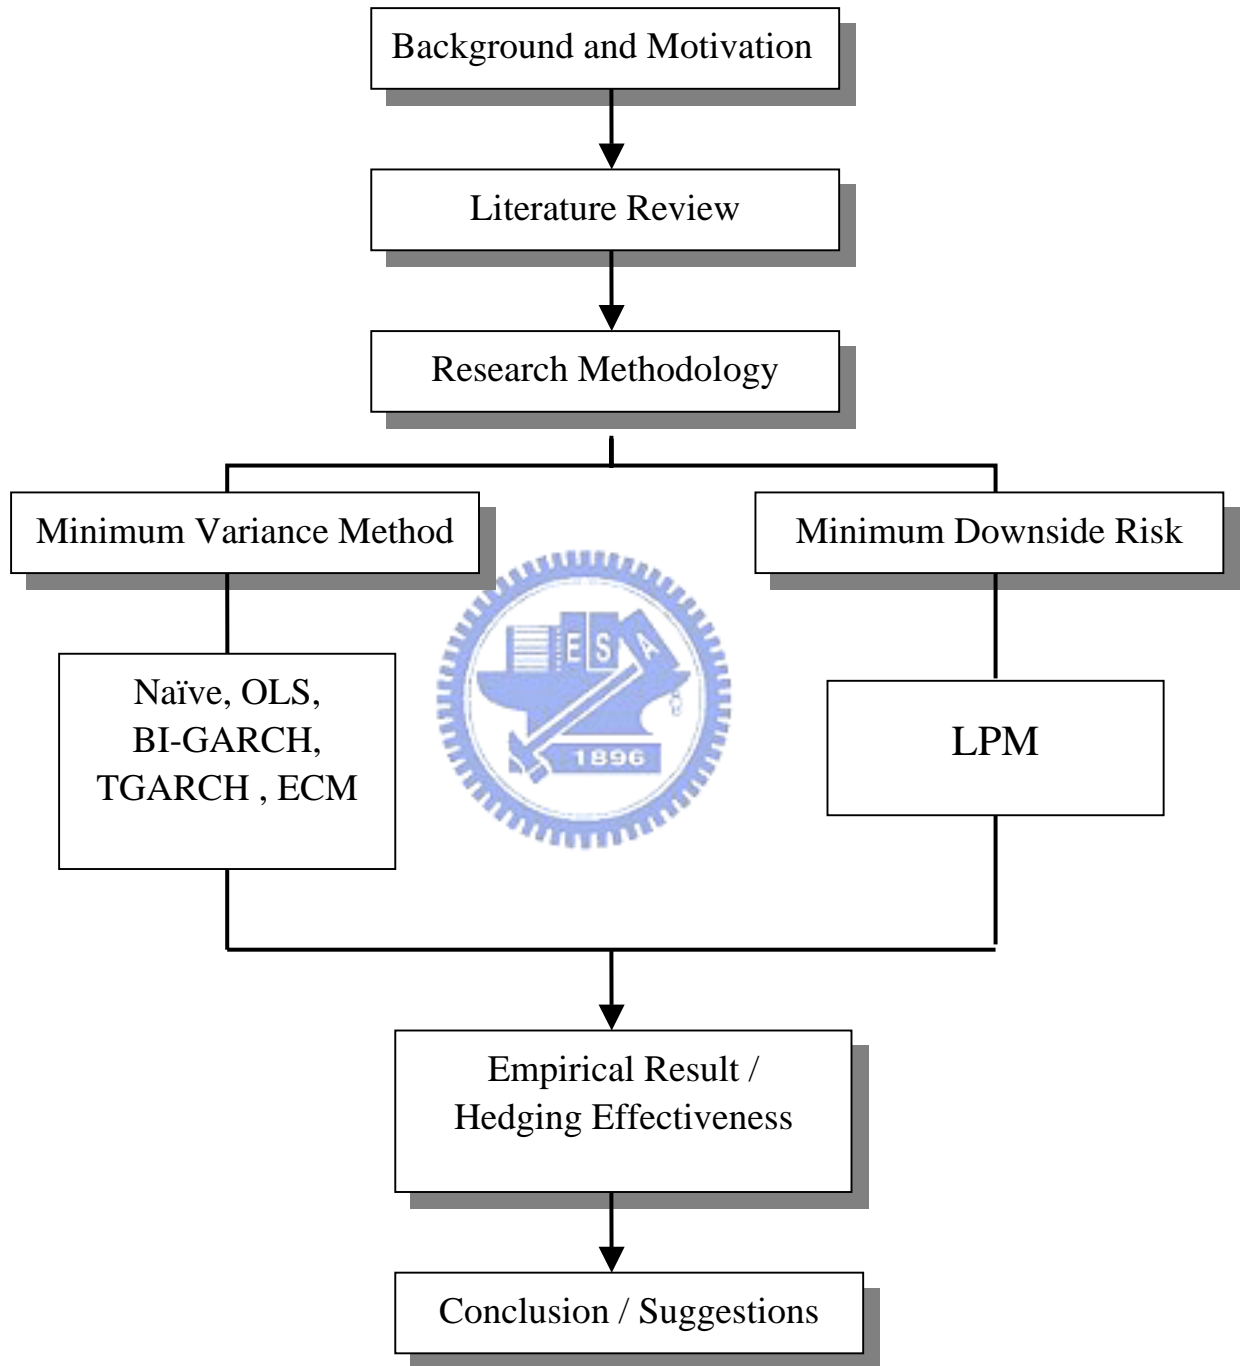 Background and Motivation
Literature Review
Research Methodology
Minimum Variance Method
Minimum Downside Risk
Naïve, OLS,
BI-GARCH,
TGARCH , ECM
E S A
1896
LPM
Empirical Result /
Hedging Effectiveness
Conclusion / Suggestions